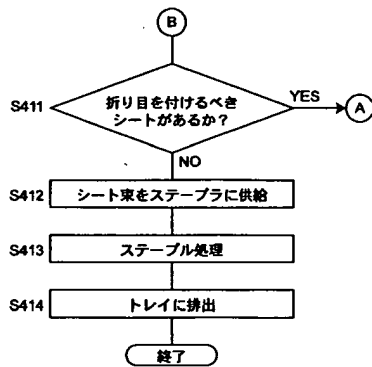 B
S411
折り目を付けるべき
シートがあるか?
YES
A
NO
S412
シート束をステープラに供給
S413
ステープル処理
S414
トレイに排出
終了